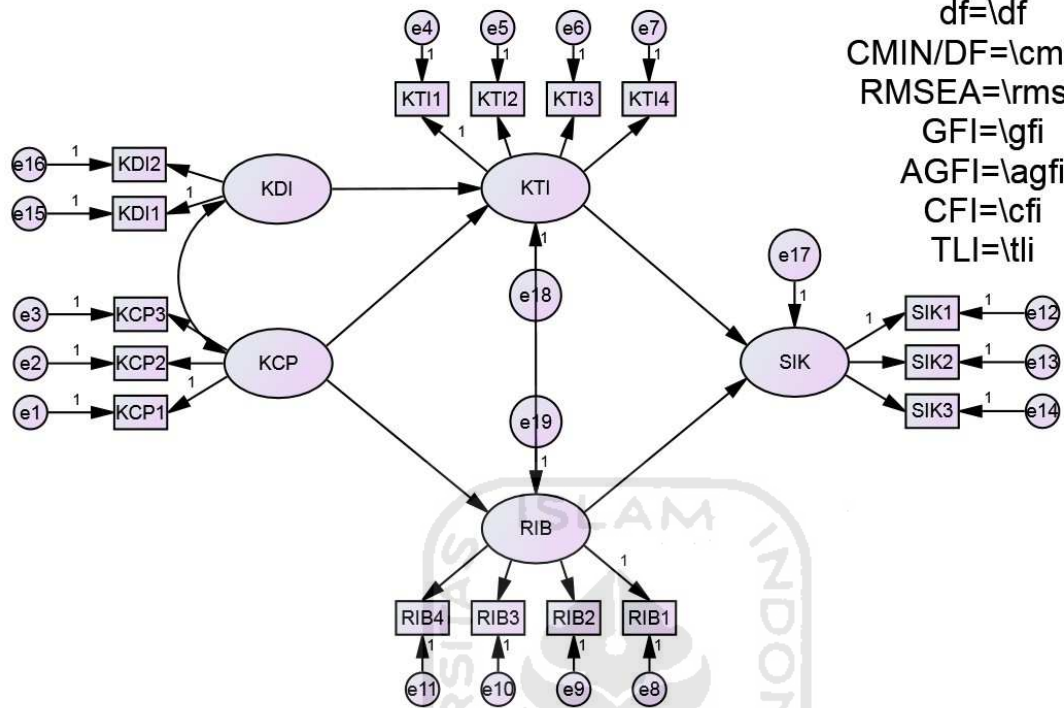 df=\df
CMIN/DF=\cm
RMSEA=\rms
GFI=\gfi
AGFI=\agfi
CFI=\cfi
TLI=\tli
e4 e5 e6 e7
1 1 1 1
KTI1 KTI2 KTI3 KTI4
1
e16 1 KDI2
KDI KTI
e15 1 KDI1 1
1
e17
e18
1
e3 1 KCP3
SIK1 1 e12
1
e2 1 KCP2
KCP
SIK
SIK2 1 e13
1
e1 1 KCP1
SIK3 1 e14
e19
1
ISLAM INDON
RIB
1
RIB4 RIB3 RIB2 RIB1
1 1 1 1
e11 e10 e9 e8
RSITAS